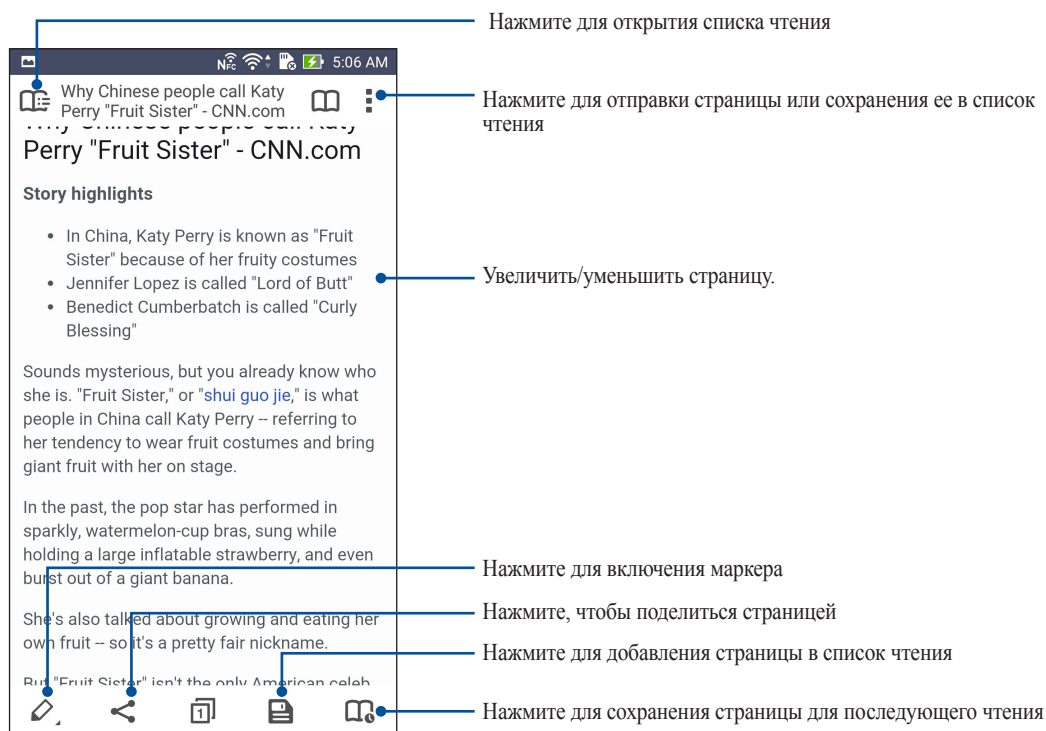 Нажмите для открытия списка чтения
NFC 5:06 AM
Why Chinese people call Katy
Perry "Fruit Sister" - CNN.com
Нажмите для отправки страницы или сохранения ее в список
чтения
Why Chinese people call Katy
Perry "Fruit Sister" - CNN.com
Story highlights
• In China, Katy Perry is known as "Fruit
Sister" because of her fruity costumes
• Jennifer Lopez is called "Lord of Butt"
• Benedict Cumberbatch is called "Curly
Blessing"
Увеличить/уменьшить страницу.
Sounds mysterious, but you already know who
she is. "Fruit Sister," or "shui guo jie," is what
people in China call Katy Perry -- referring to
her tendency to wear fruit costumes and bring
giant fruit with her on stage.
In the past, the pop star has performed in
sparkly, watermelon-cup bras, sung while
holding a large inflatable strawberry, and even
burst out of a giant banana.
Нажмите для включения маркера
She's also talked about growing and eating her
own fruit -- so it's a pretty fair nickname.
Нажмите, чтобы поделиться страницей
Нажмите для добавления страницы в список чтения
But "Fruit Sister" isn't the only American celeb
1
Нажмите для сохранения страницы для последующего чтения